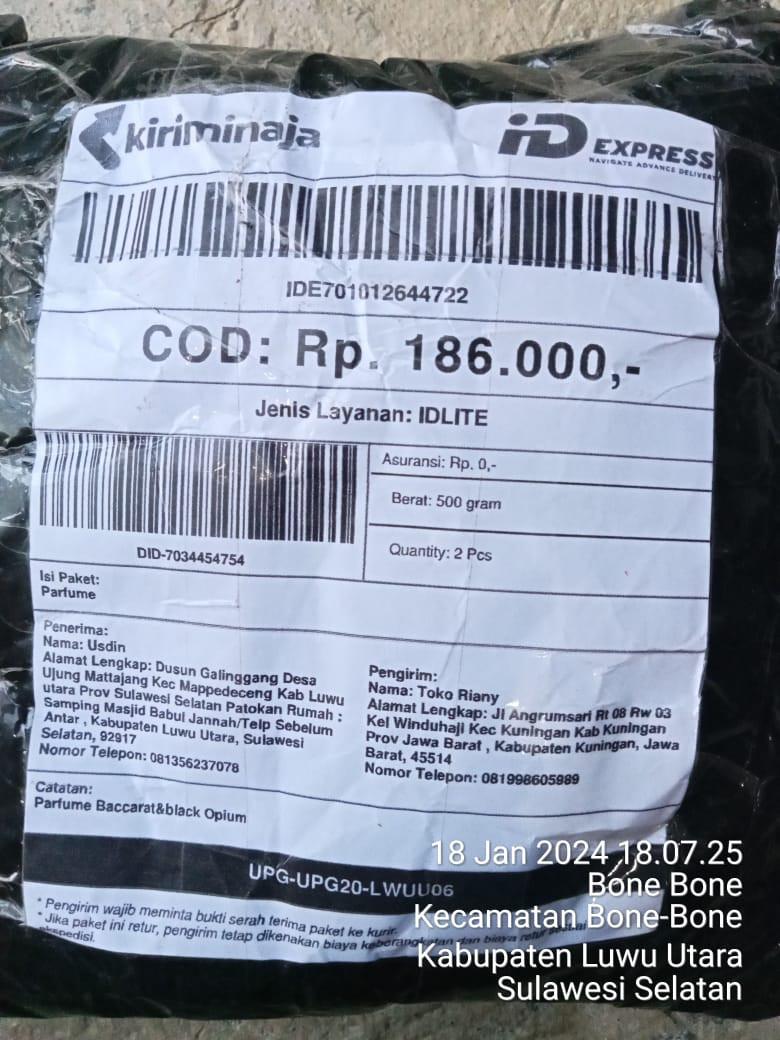 kiriminaja
iD EXPRESS
NAVIGATE ADVANCE DELIVERY
IDE701012644722
COD: Rp. 186.000,-
Jenis Layanan: IDLITE
Asuransi: Rp. 0,-
Berat: 500 gram
Quantity: 2 Pcs
DID-7034454754
Isi Paket:
Parfume
Penerima:
Nama: Usdin
Alamat Lengkap: Dusun Galinggang Desa
Ujung Mattajang Kec Mappedeceng Kab Luwu
utara Prov Sulawesi Selatan Patokan Rumah :
Samping Masjid Babul Jannah/Telp Sebelum
Antar , Kabupaten Luwu Utara, Sulawesi
Selatan, 92917
Nomor Telepon: 081356237078
Pengirim:
Nama: Toko Riany
Alamat Lengkap: Jl Angrumsari Rt 08 Rw 03
Kel Winduhaji Kec Kuningan Kab Kuningan
Prov Jawa Barat , Kabupaten Kuningan, Jawa
Barat, 45514
Nomor Telepon: 081998605989
Catatan:
Parfume Baccarat&black Opium
UPG-UPG20-LWUU06
* Pengirim wajib meminta bukti serah terima paket ke kurir.
* Jika paket ini retur, pengirim tetap dikenakan biaya keberangkatan dan biaya retur sesuai
ekspedisi.
18 Jan 2024 18.07.25
Bone Bone
Kecamatan Bone-Bone
Kabupaten Luwu Utara
Sulawesi Selatan